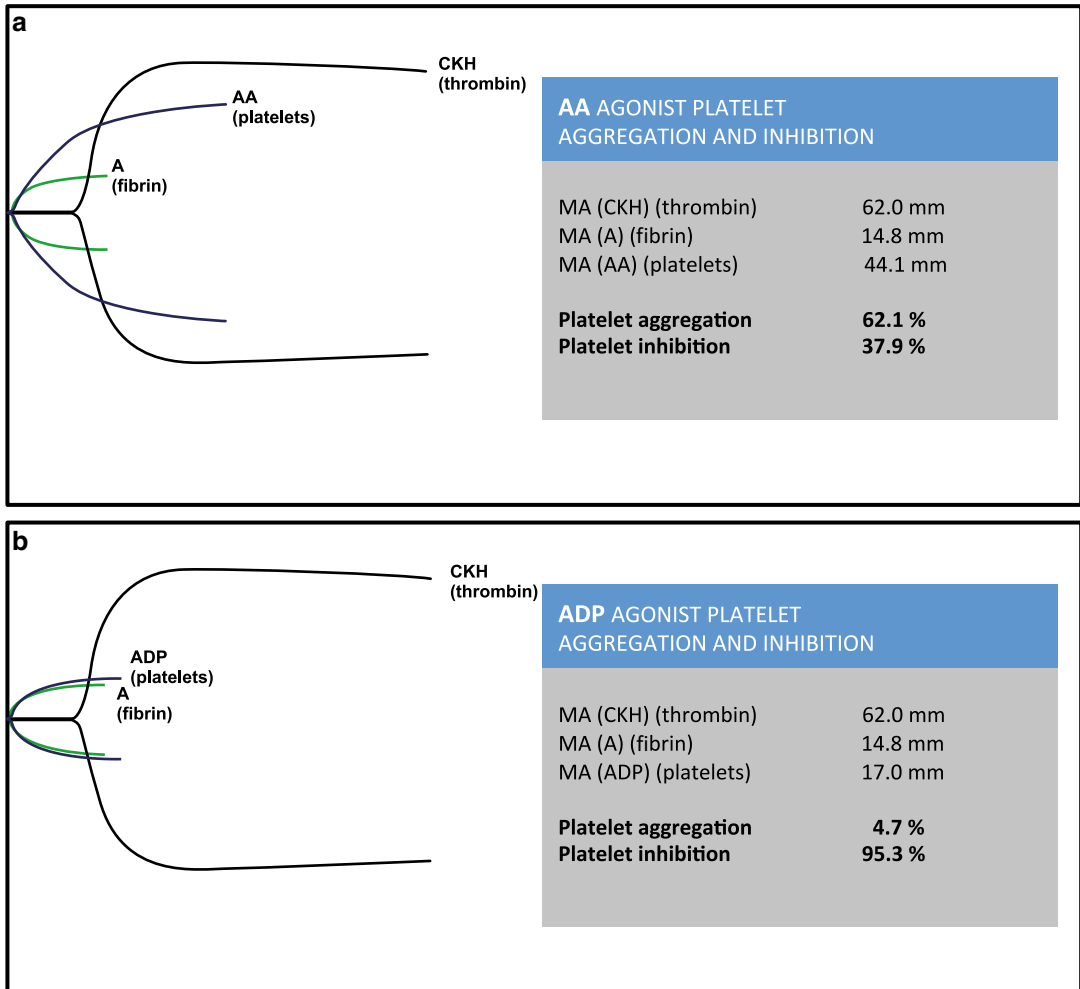 a
CKH
(thrombin)
AA
(platelets)
A
(fibrin)
AA AGONIST PLATELET
AGGREGATION AND INHIBITION
MA (CKH) (thrombin) 62.0 mm
MA (A) (fibrin) 14.8 mm
MA (AA) (platelets) 44.1 mm
Platelet aggregation 62.1 %
Platelet inhibition 37.9 %
b
CKH
(thrombin)
ADP
(platelets)
A
(fibrin)
ADP AGONIST PLATELET
AGGREGATION AND INHIBITION
MA (CKH) (thrombin) 62.0 mm
MA (A) (fibrin) 14.8 mm
MA (ADP) (platelets) 17.0 mm
Platelet aggregation 4.7 %
Platelet inhibition 95.3 %